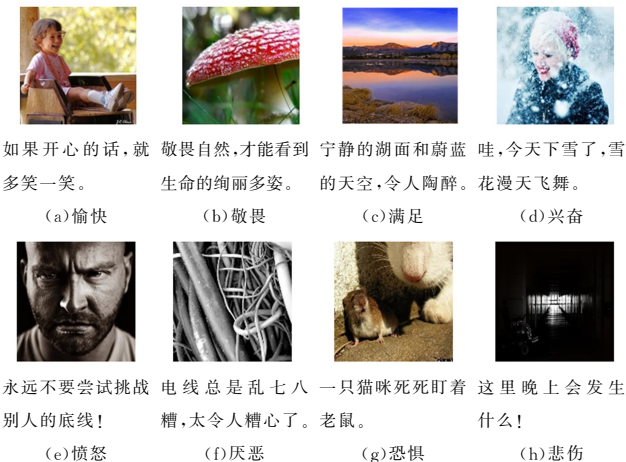 如果开心的话,就
多笑一笑。
(a)愉快
敬畏自然,才能看到
生命的绚丽多姿。
(b)敬畏
宁静的湖面和蔚蓝
的天空,令人陶醉。
(c)满足
哇,今天下雪了,雪
花漫天飞舞。
(d)兴奋
永远不要尝试挑战
别人的底线!
(e)愤怒
电线总是乱七八
糟,太令人糟心了。
(f)厌恶
一只猫咪死死盯着
老鼠。
(g)恐惧
这里晚上会发生
什么!
(h)悲伤